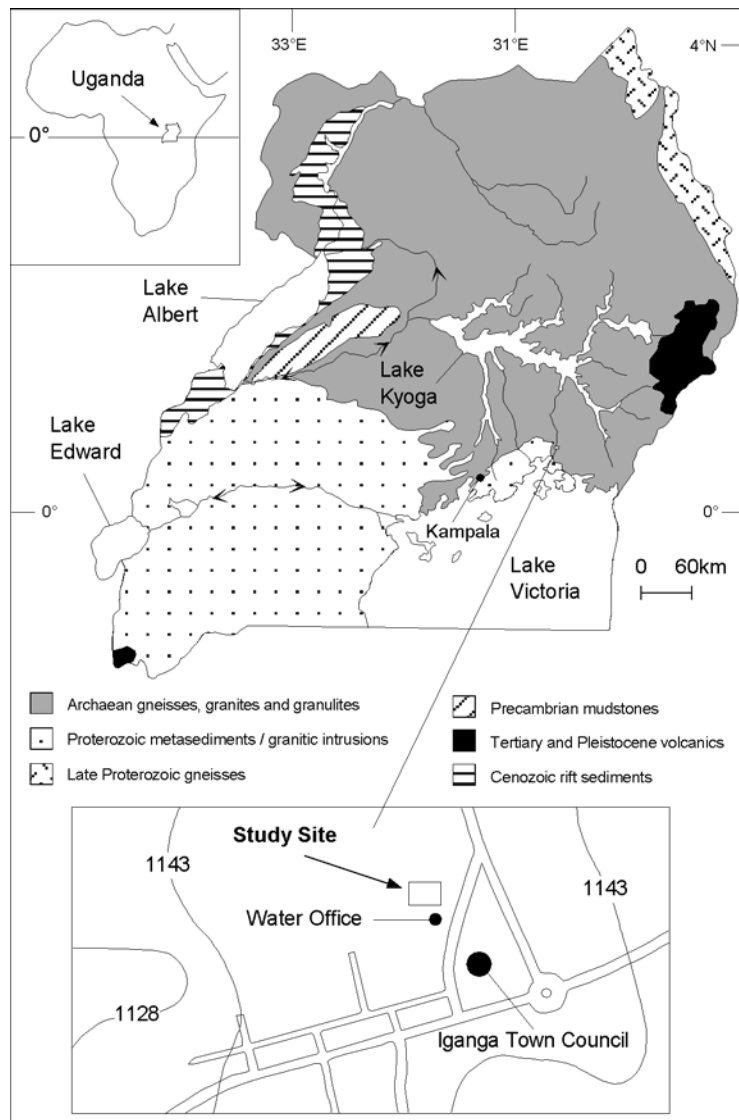 33°E
31°E
4°N
Uganda
0°
Lake
Albert
Lake
Kyoga
Lake
Edward
0°
Kampala
0°
Lake
Victoria
0 60km
Archaean gneisses, granites and granulites
Proterozoic metasediments / granitic intrusions
Late Proterozoic gneisses
Precambrian mudstones
Tertiary and Pleistocene volcanics
Cenozoic rift sediments
Study Site
1143
1143
Water Office
1128
Iganga Town Council